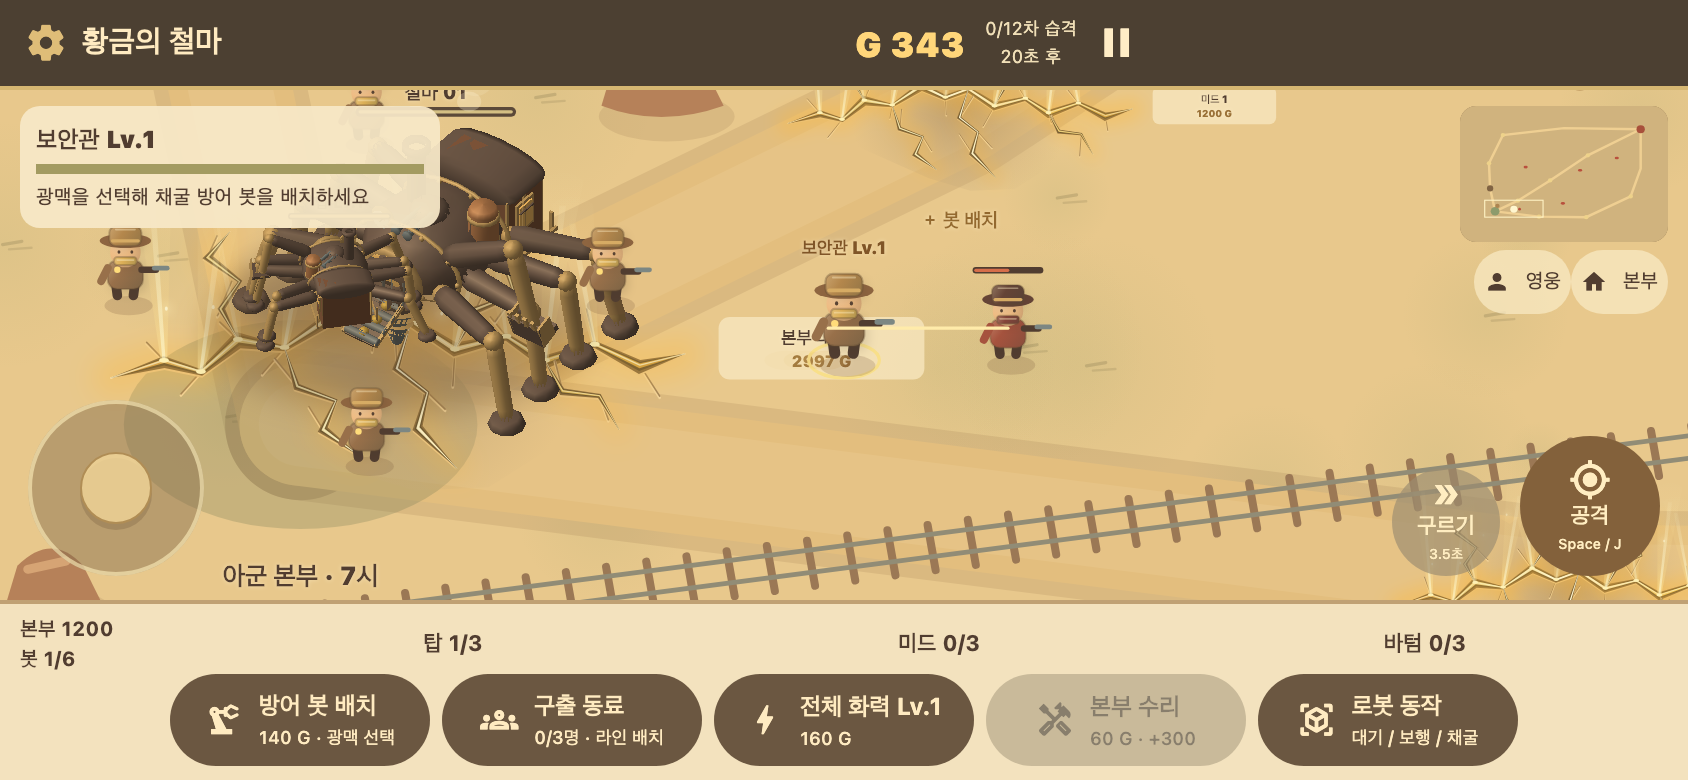 황금의 철마
G 343
0/12차 습격
20초 후
철마 01
보안관 Lv.1
광맥을 선택해 채굴 방어 봇을 배치하세요
미드 1
1200 G
+ 봇 배치
보안관 Lv.1
본부
2997 G
영웅
본부
구르기
3.5초
공격
Space / J
아군 본부 · 7시
본부 1200
봇 1/6
탑 1/3
미드 0/3
바텀 0/3
방어 봇 배치
140 G · 광맥 선택
구출 동료
0/3명 · 라인 배치
전체 화력 Lv.1
160 G
본부 수리
60 G · +300
로봇 동작
대기 / 보행 / 채굴